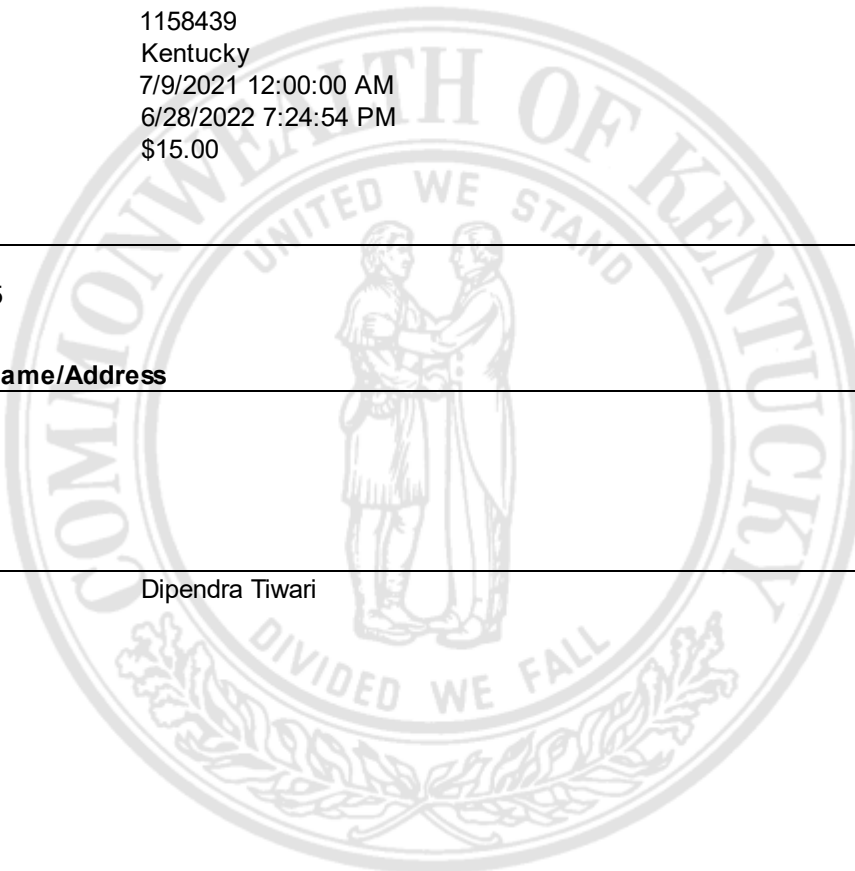 1158439
Kentucky
7/9/2021 12:00:00 AM
6/28/2022 7:24:54 PM
$15.00
ame/Address
Dipendra Tiwari
COMMONWEALTH OF KENTUCKY
UNITED WE STAND
DIVIDED WE FALL